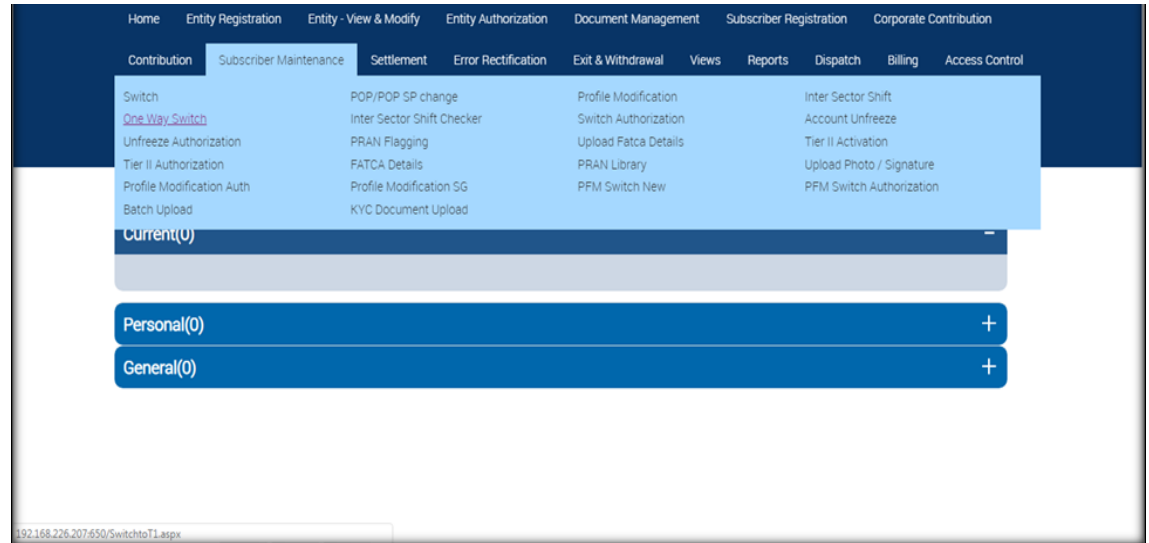 Home Entity Registration Entity - View & Modify Entity Authorization Document Management Subscriber Registration Corporate Contribution
Contribution Subscriber Maintenance Settlement Error Rectification Exit & Withdrawal Views Reports Dispatch Billing Access Control
Switch POP/POP SP change Profile Modification Inter Sector Shift
One Way Switch Inter Sector Shift Checker Switch Authorization Account Unfreeze
Unfreeze Authorization PRAN Flagging Upload Fatca Details Tier II Activation
Tier II Authorization FATCA Details PRAN Library Upload Photo / Signature
Profile Modification Auth Profile Modification SG PFM Switch New PFM Switch Authorization
Batch Upload KYC Document Upload
Current(0)
Personal(0)
General(0)
192.168.226.207:650/SwitchtoT1.aspx